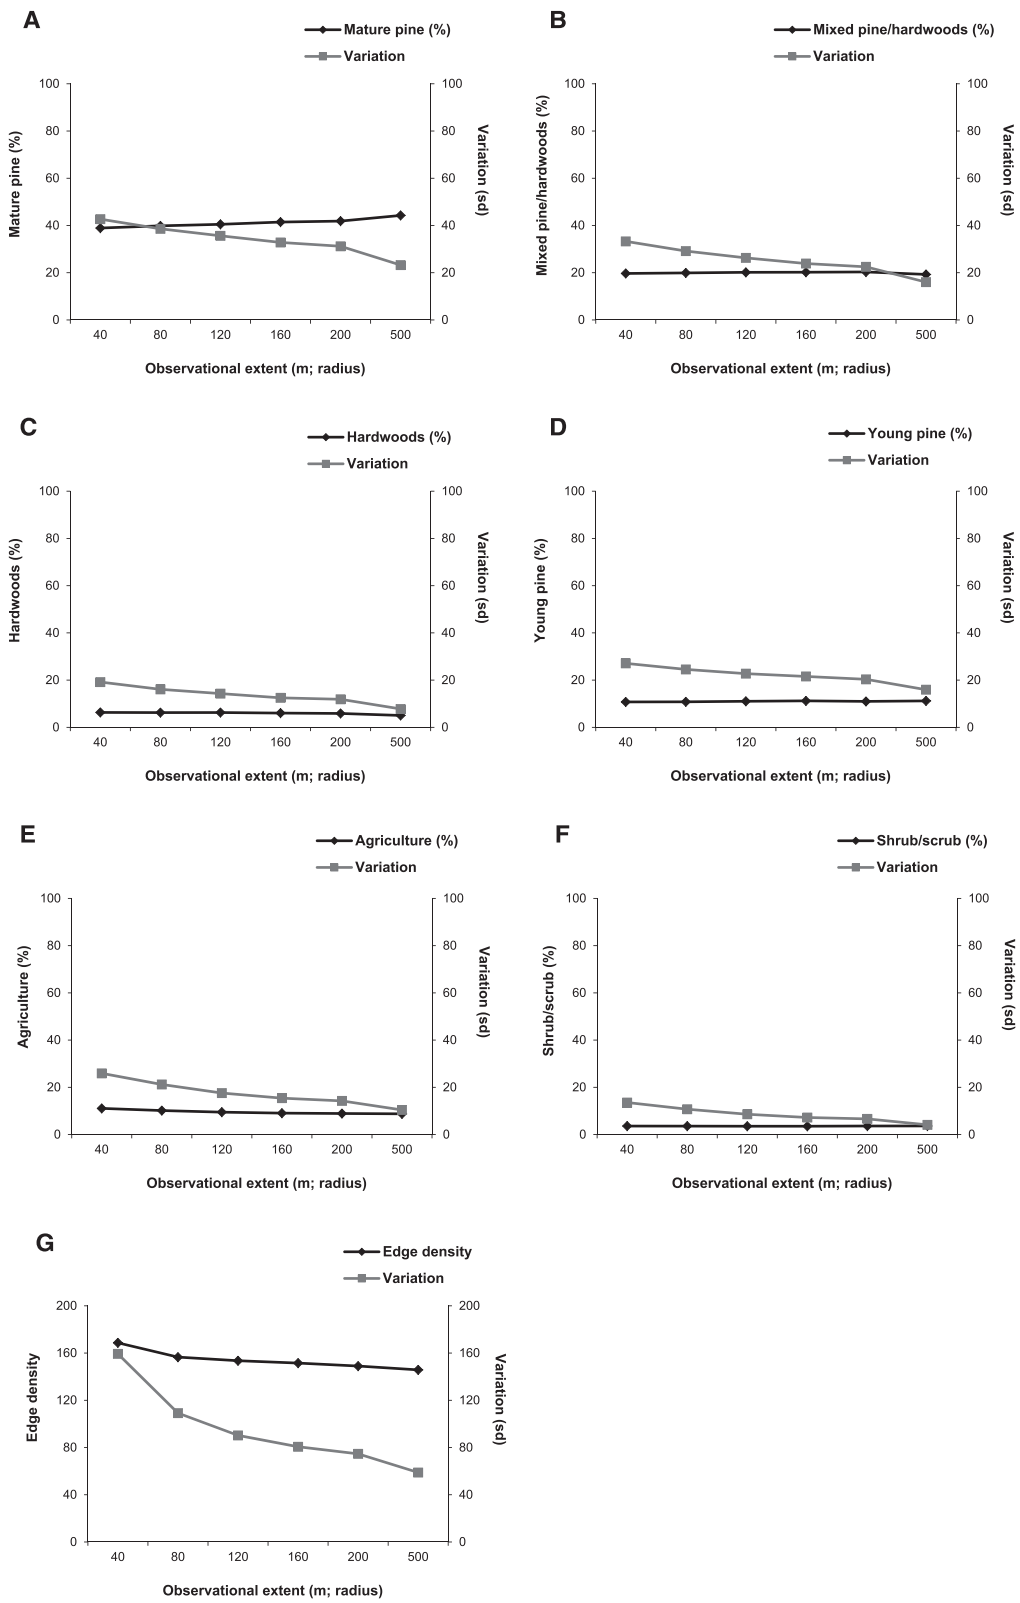 A
Mature pine (%)
Variation
100 100
80 80
60 60
40 40
20 20
0 0
Mature pine (%)
Variation (sd)
40 80 120 160 200 500
Observational extent (m; radius)
B
Mixed pine/hardwoods (%)
Variation
100 100
80 80
60 60
40 40
20 20
0 0
Mixed pine/hardwoods (%)
Variation (sd)
40 80 120 160 200 500
Observational extent (m; radius)
C
Hardwoods (%)
Variation
100 100
80 80
60 60
40 40
20 20
0 0
Hardwoods (%)
Variation (sd)
40 80 120 160 200 500
Observational extent (m; radius)
D
Young pine (%)
Variation
100 100
80 80
60 60
40 40
20 20
0 0
Young pine (%)
Variation (sd)
40 80 120 160 200 500
Observational extent (m; radius)
E
Agriculture (%)
Variation
100 100
80 80
60 60
40 40
20 20
0 0
Agriculture (%)
Variation (sd)
40 80 120 160 200 500
Observational extent (m; radius)
F
Shrub/scrub (%)
Variation
100 100
80 80
60 60
40 40
20 20
0 0
Shrub/scrub (%)
Variation (sd)
40 80 120 160 200 500
Observational extent (m; radius)
G
Edge density
Variation
200 200
160 160
120 120
80 80
40 40
0 0
Edge density
Variation (sd)
40 80 120 160 200 500
Observational extent (m; radius)